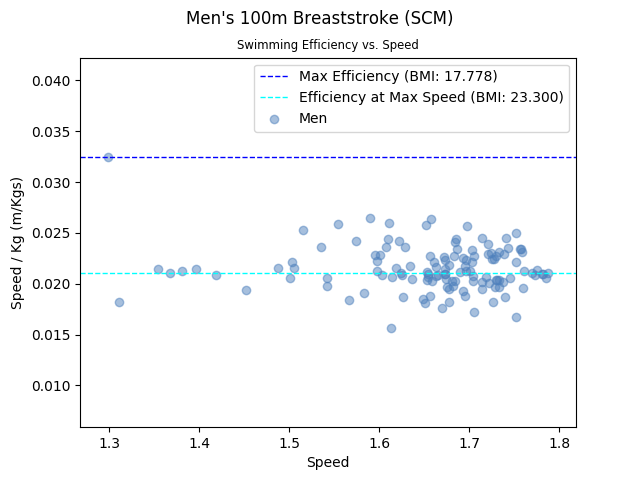 Men's 100m Breaststroke (SCM)
Swimming Efficiency vs. Speed
Max Efficiency (BMI: 17.778)
Efficiency at Max Speed (BMI: 23.300)
Men
Speed / Kg (m/Kgs)
0.040
0.035
0.030
0.025
0.020
0.015
0.010
1.3 1.4 1.5 1.6 1.7 1.8
Speed